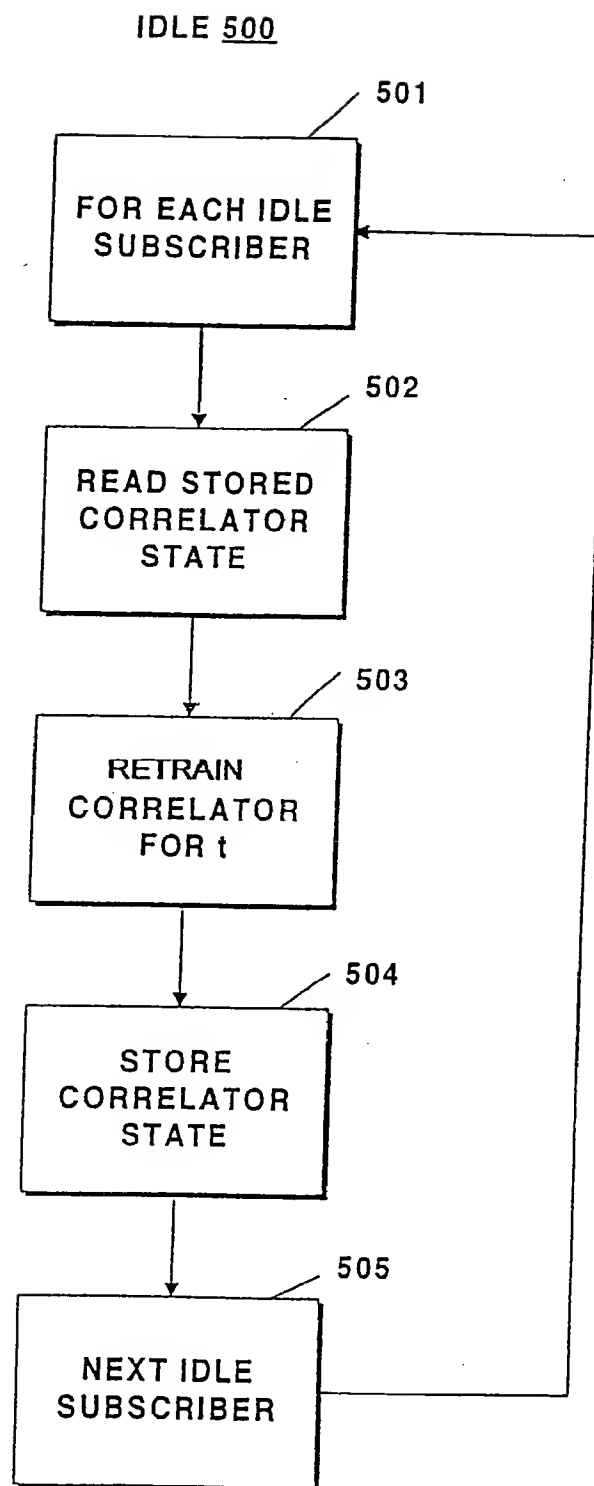 IDLE 500
501
FOR EACH IDLE
SUBSCRIBER
502
READ STORED
CORRELATOR
STATE
503
RETRAIN
CORRELATOR
FOR t
504
STORE
CORRELATOR
STATE
505
NEXT IDLE
SUBSCRIBER